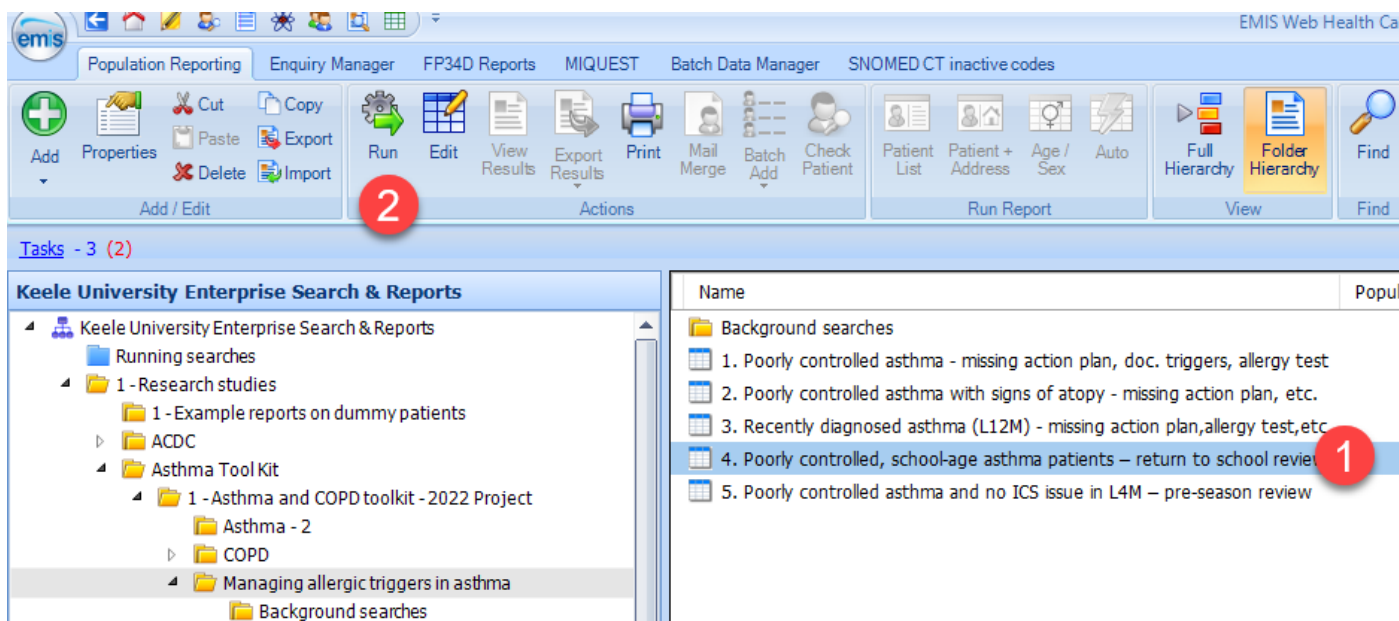 emis
EMIS Web Health Ca
Population Reporting Enquiry Manager FP34D Reports MIQUEST Batch Data Manager SNOMED CT inactive codes
Add
Properties
Cut
Paste
Delete
Copy
Export
Import
Add / Edit
Run
Edit
View Results
Export Results
Print
Mail Merge
Batch Add
Check Patient
Actions
2
Patient List
Patient + Address
Age / Sex
Auto
Run Report
Full Hierarchy
Folder Hierarchy
View
Find
Find
Tasks - 3 (2)
Keele University Enterprise Search & Reports
Keele University Enterprise Search & Reports
Running searches
1 - Research studies
1 - Example reports on dummy patients
ACDC
Asthma Tool Kit
1 - Asthma and COPD toolkit - 2022 Project
Asthma - 2
COPD
Managing allergic triggers in asthma
Background searches
Name Popul
Background searches
1. Poorly controlled asthma - missing action plan, doc. triggers, allergy test
2. Poorly controlled asthma with signs of atopy - missing action plan, etc.
3. Recently diagnosed asthma (L12M) - missing action plan,allergy test,etc
4. Poorly controlled, school-age asthma patients – return to school review
1
5. Poorly controlled asthma and no ICS issue in L4M – pre-season review